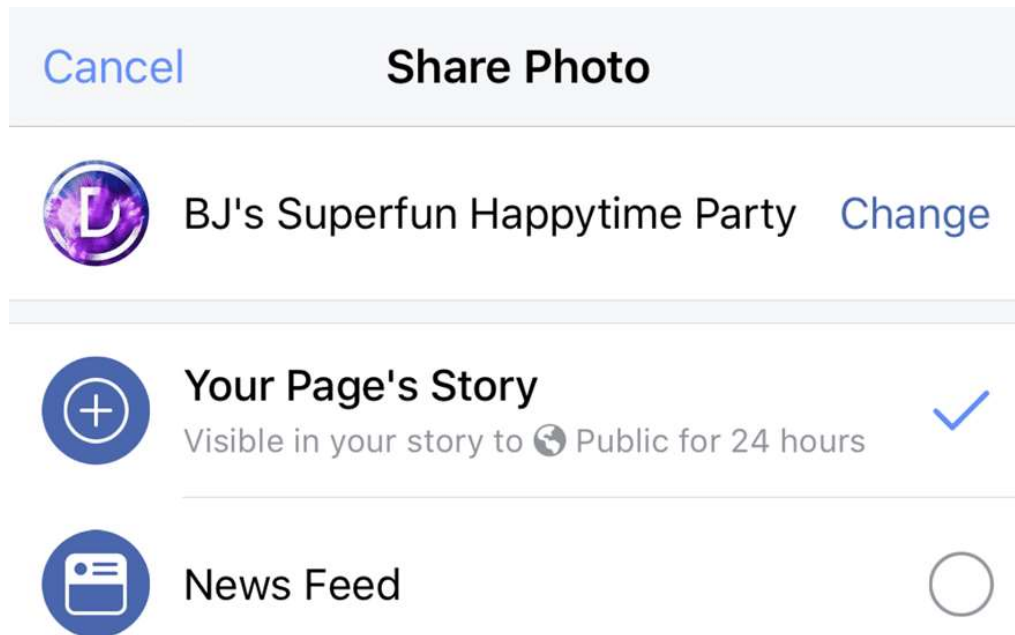 Cancel Share Photo
BJ's Superfun Happytime Party Change
Your Page's Story
Visible in your story to Public for 24 hours
News Feed